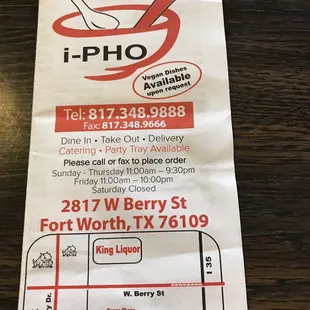 i-PHO
Vegan Dishes
Available
upon request
Tel: 817.348.9888
Fax: 817.348.9666
Dine In • Take Out • Delivery
Catering • Party Tray Available
Please call or fax to place order
Sunday - Thursday 11:00am – 9:30pm
Friday 11:00am – 10:00pm
Saturday Closed
2817 W Berry St
Fort Worth, TX 76109
King Liquor
I 35
W. Berry St
Dr.